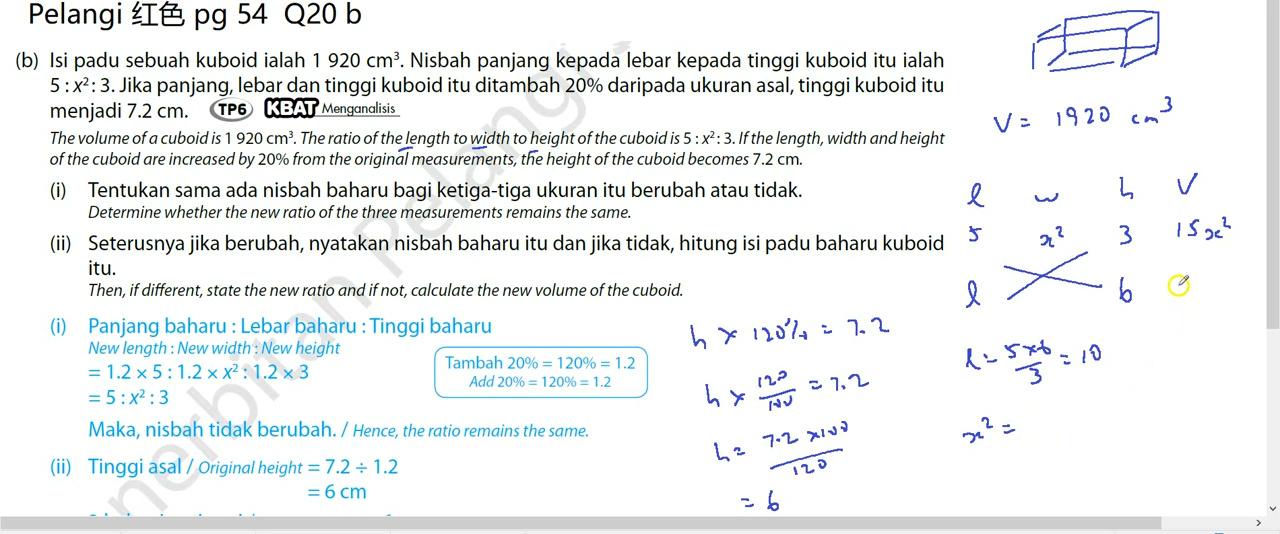 Pelangi 红色 pg 54 Q20 b
(b) Isi padu sebuah kuboid ialah 1 920 cm³. Nisbah panjang kepada lebar kepada tinggi kuboid itu ialah
5 : x² : 3. Jika panjang, lebar dan tinggi kuboid itu ditambah 20% daripada ukuran asal, tinggi kuboid itu
menjadi 7.2 cm. TP6 KBAT Menganalisis
The volume of a cuboid is 1 920 cm³. The ratio of the length to width to height of the cuboid is 5 : x² : 3. If the length, width and height
of the cuboid are increased by 20% from the original measurements, the height of the cuboid becomes 7.2 cm.
(i) Tentukan sama ada nisbah baharu bagi ketiga-tiga ukuran itu berubah atau tidak.
Determine whether the new ratio of the three measurements remains the same.
(ii) Seterusnya jika berubah, nyatakan nisbah baharu itu dan jika tidak, hitung isi padu baharu kuboid
itu.
Then, if different, state the new ratio and if not, calculate the new volume of the cuboid.
(i) Panjang baharu : Lebar baharu : Tinggi baharu
New length : New width : New height
= 1.2 × 5 : 1.2 × x² : 1.2 × 3
= 5 : x² : 3
Maka, nisbah tidak berubah. / Hence, the ratio remains the same.
(ii) Tinggi asal / Original height = 7.2 ÷ 1.2
= 6 cm
Tambah 20% = 120% = 1.2
Add 20% = 120% = 1.2
h × 120% = 7.2
h × 120/100 = 7.2
h = 7.2 × 100 / 120
= 6
V = 1920 cm³
l w h V
5 x² 3 15x²
l 6
l = 5×6/3 = 10
x² =
nerbitan Pelangi